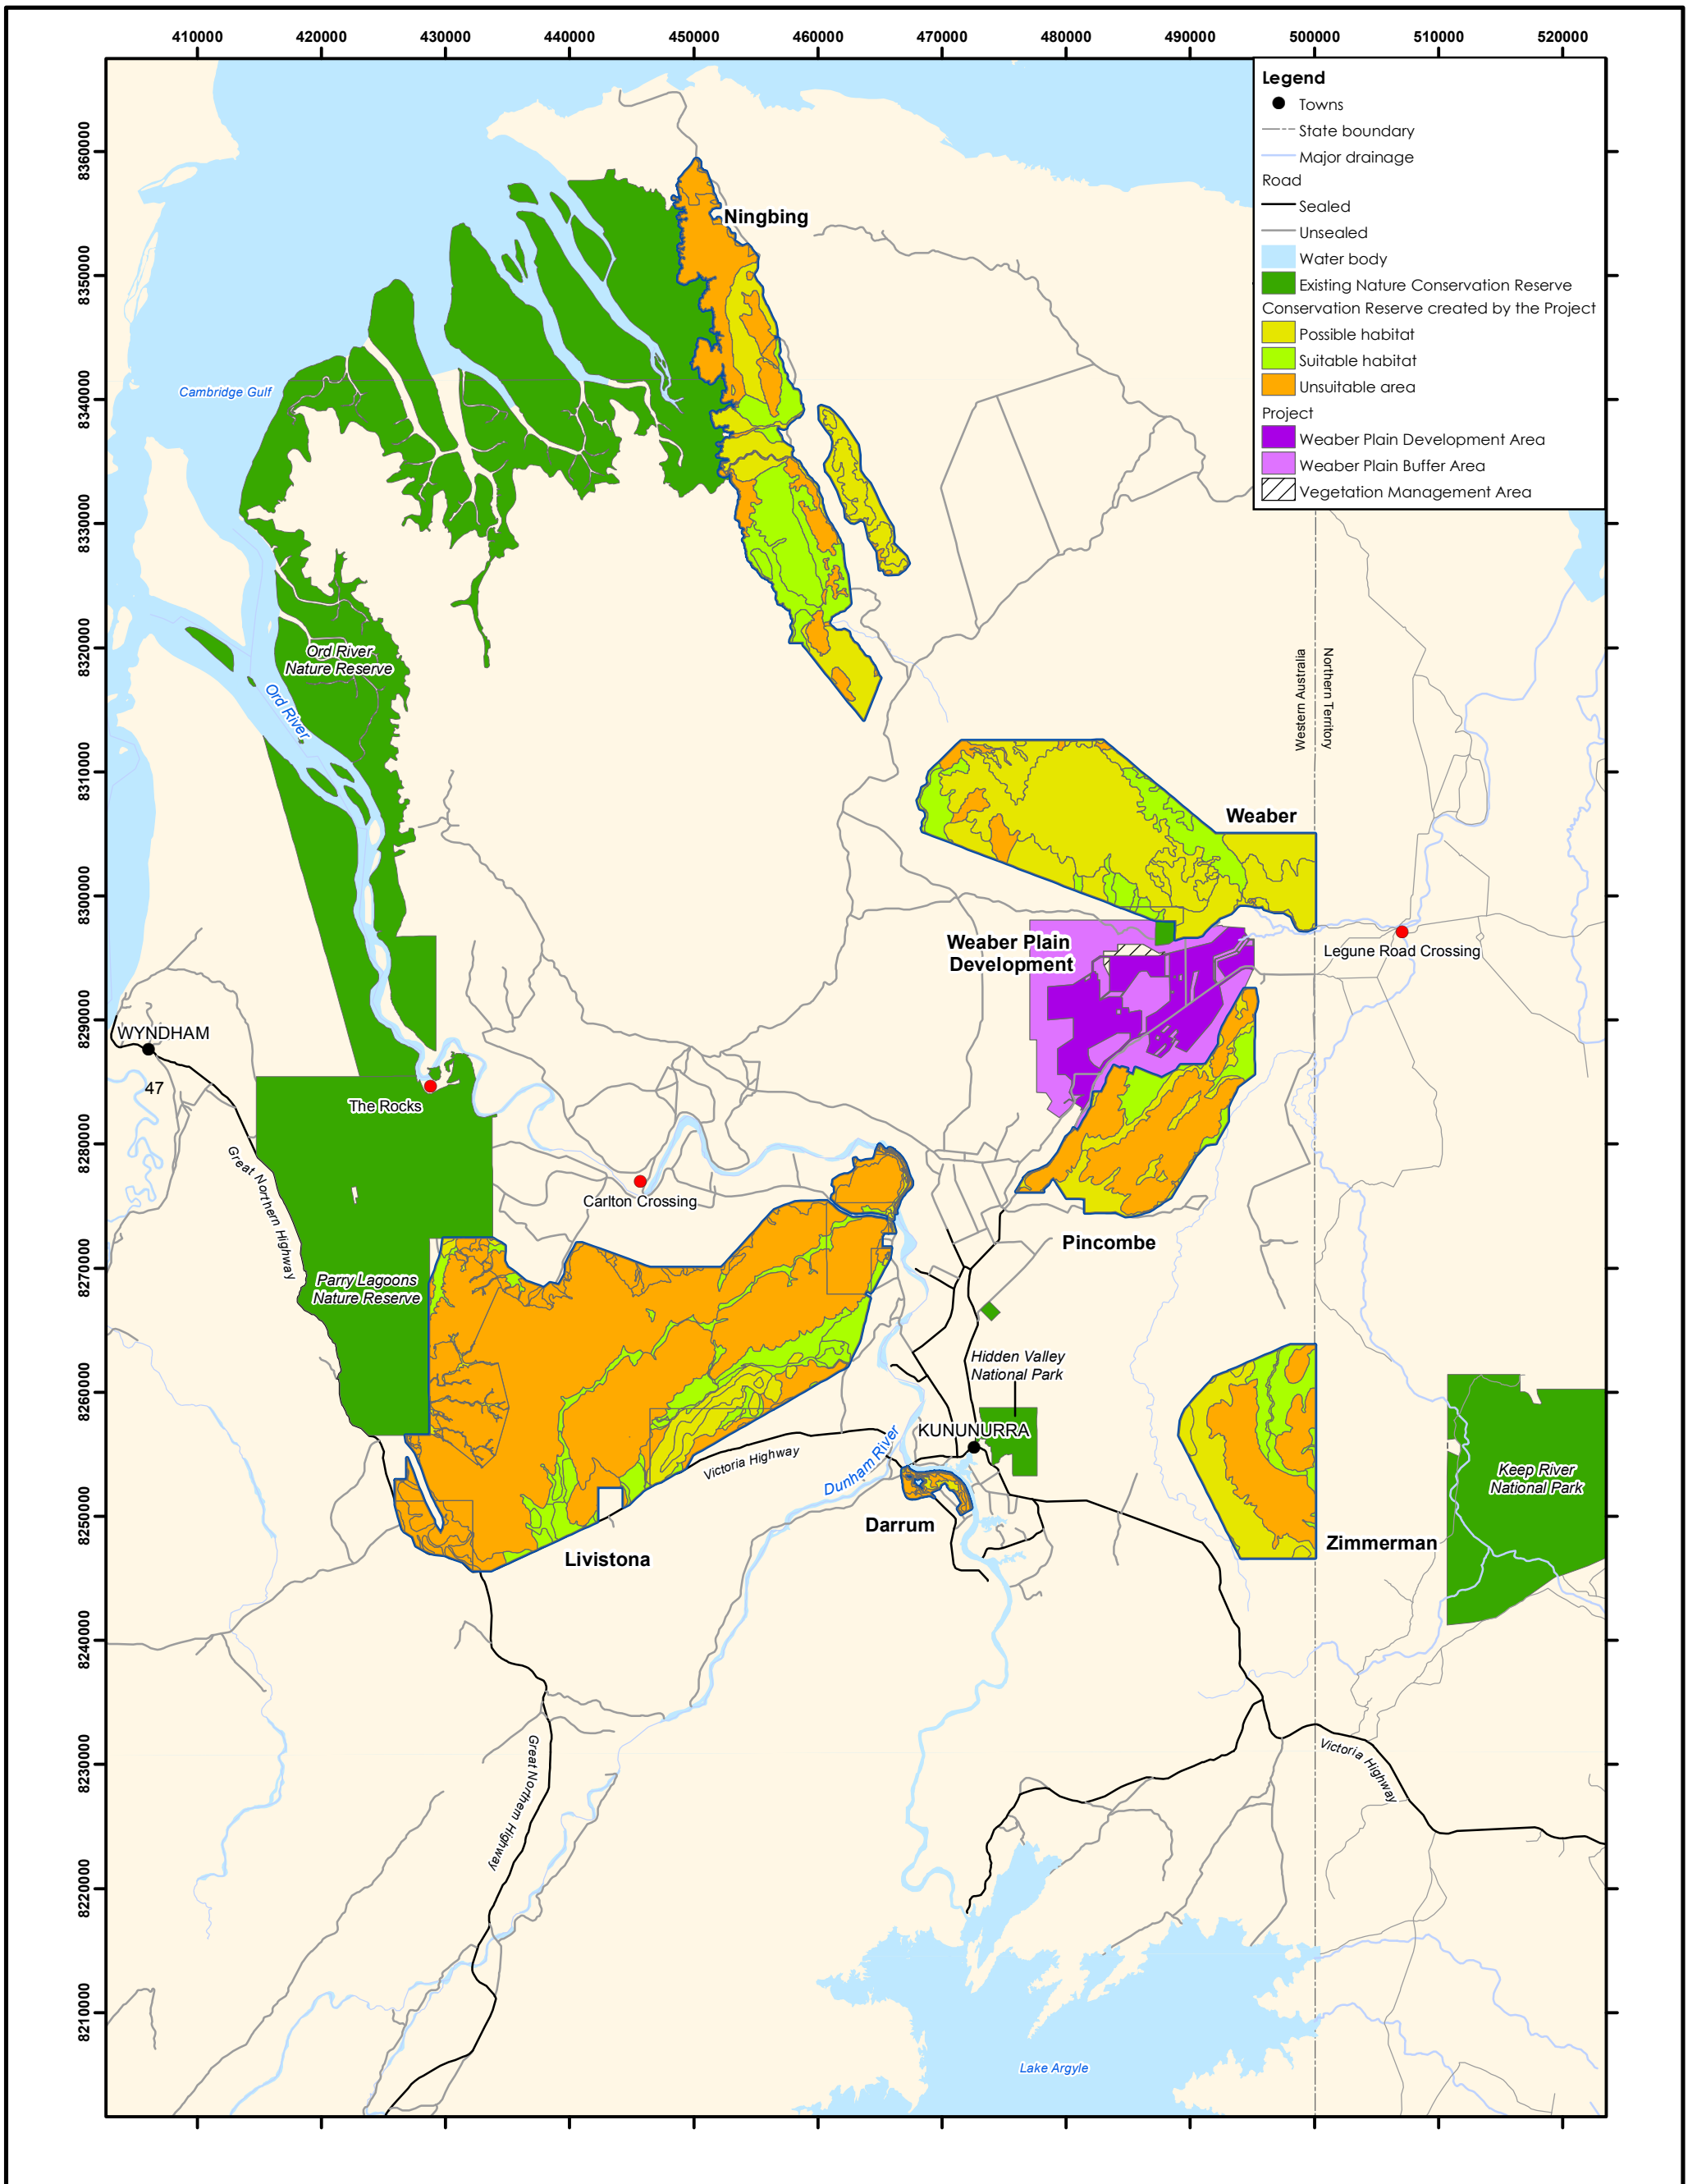 410000 420000 430000 440000 450000 460000 470000 480000 490000 500000 510000 520000
Legend
Towns
State boundary
Major drainage
Road
Sealed
Unsealed
Water body
Existing Nature Conservation Reserve
Conservation Reserve created by the Project
Possible habitat
Suitable habitat
Unsuitable area
Project
Weaber Plain Development Area
Weaber Plain Buffer Area
Vegetation Management Area
8360000
8350000
8340000
8330000
8320000
8310000
8300000
8290000
8280000
8270000
8260000
8250000
8240000
8230000
8220000
8210000
Ningbing
Cambridge Gulf
Ord River
Nature Reserve
Ord River
Western Australia
Northern Territory
Weaber
Weaber Plain
Development
Legune Road Crossing
WYNDHAM
47
The Rocks
Great Northern Highway
Carlton Crossing
Pincombe
Parry Lagoons
Nature Reserve
Hidden Valley
National Park
KUNUNURRA
Victoria Highway
Dunham River
Keep River
National Park
Darrum
Zimmerman
Livistona
Great Northern Highway
Victoria Highway
Lake Argyle